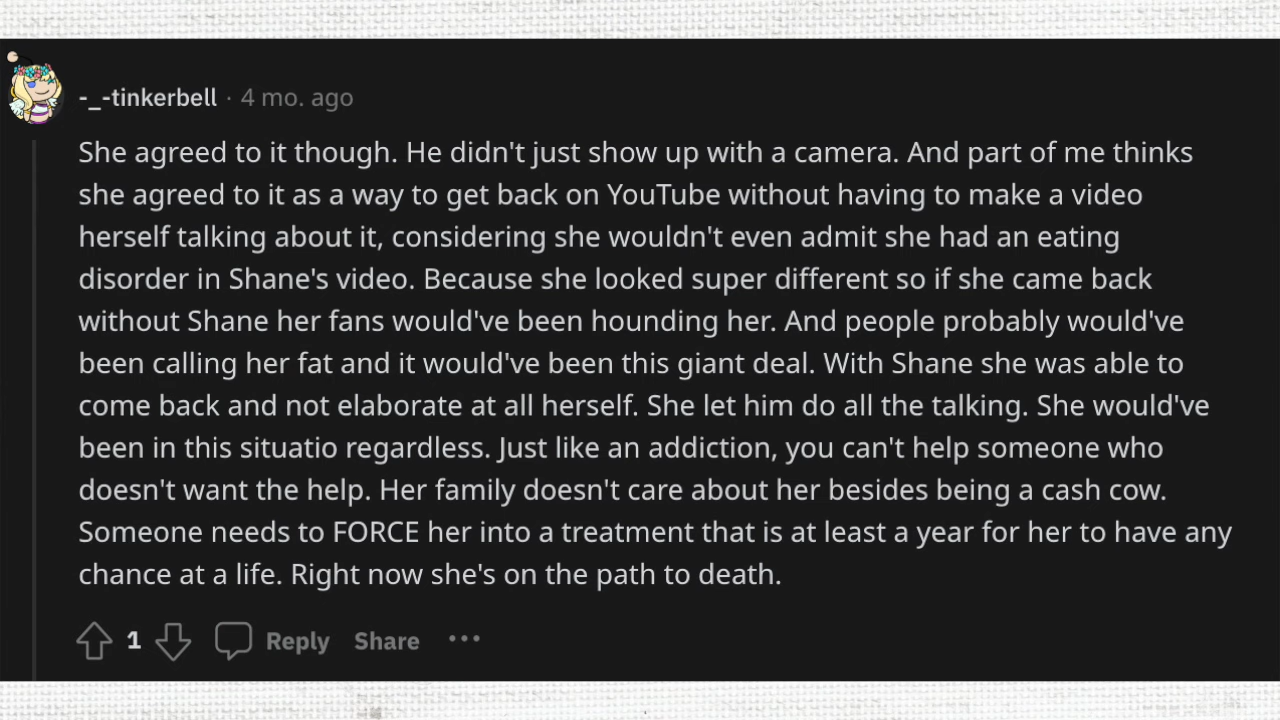 -_-tinkerbell · 4 mo. ago
She agreed to it though. He didn't just show up with a camera. And part of me thinks
she agreed to it as a way to get back on YouTube without having to make a video
herself talking about it, considering she wouldn't even admit she had an eating
disorder in Shane's video. Because she looked super different so if she came back
without Shane her fans would've been hounding her. And people probably would've
been calling her fat and it would've been this giant deal. With Shane she was able to
come back and not elaborate at all herself. She let him do all the talking. She would've
been in this situatio regardless. Just like an addiction, you can't help someone who
doesn't want the help. Her family doesn't care about her besides being a cash cow.
Someone needs to FORCE her into a treatment that is at least a year for her to have any
chance at a life. Right now she's on the path to death.
1 Reply Share ···